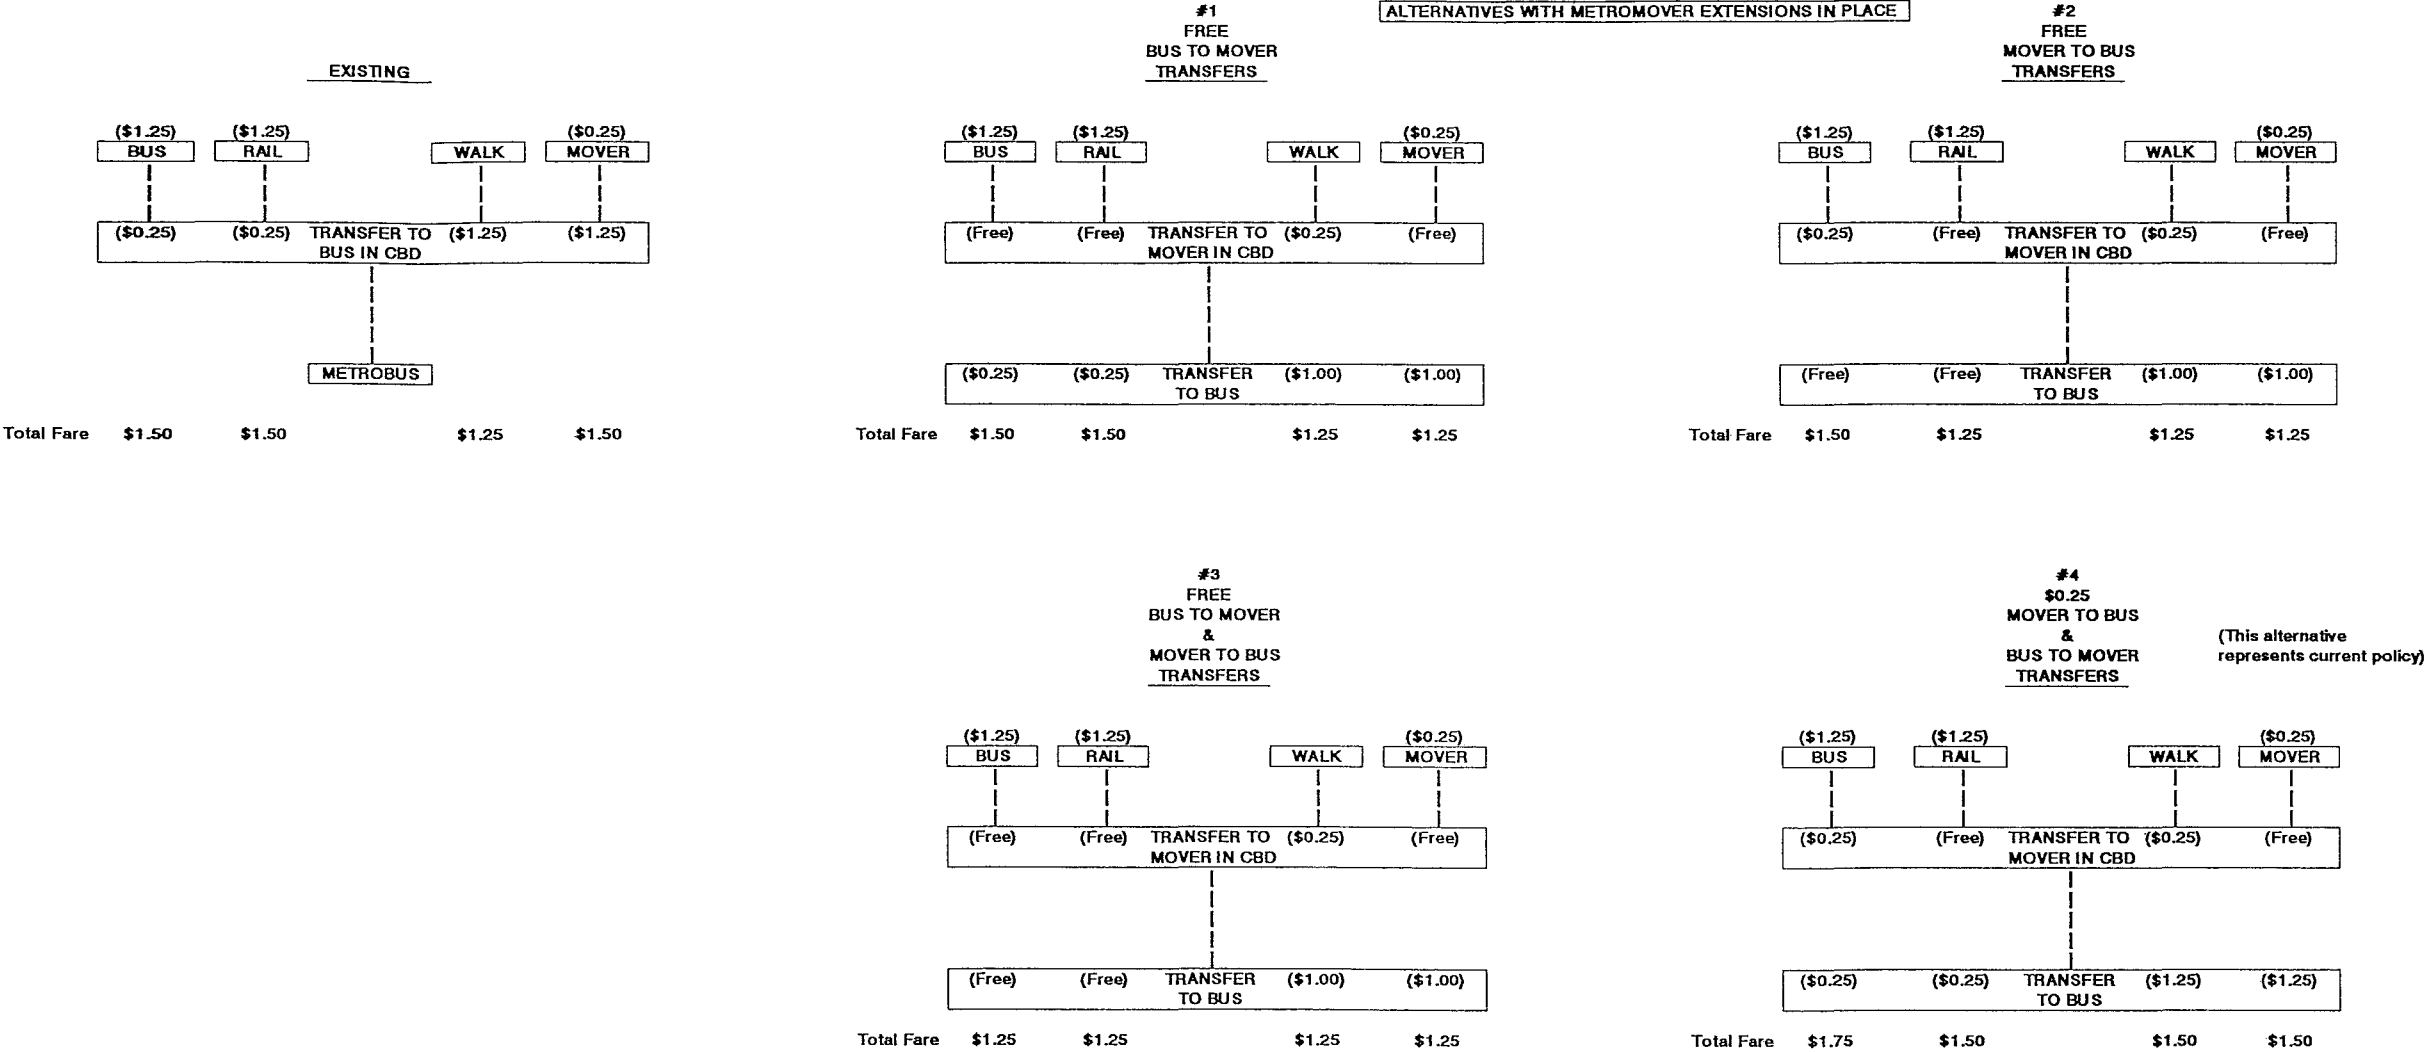 ALTERNATIVES WITH METROMOVER EXTENSIONS IN PLACE
EXISTING
($1.25) ($1.25) ($0.25)
BUS RAIL WALK MOVER
($0.25) ($0.25) TRANSFER TO ($1.25) ($1.25)
BUS IN CBD
METROBUS
Total Fare $1.50 $1.50 $1.25 $1.50
#1
FREE
BUS TO MOVER
TRANSFERS
($1.25) ($1.25) ($0.25)
BUS RAIL WALK MOVER
(Free) (Free) TRANSFER TO ($0.25) (Free)
MOVER IN CBD
($0.25) ($0.25) TRANSFER ($1.00) ($1.00)
TO BUS
Total Fare $1.50 $1.50 $1.25 $1.25
#2
FREE
MOVER TO BUS
TRANSFERS
($1.25) ($1.25) ($0.25)
BUS RAIL WALK MOVER
($0.25) (Free) TRANSFER TO ($0.25) (Free)
MOVER IN CBD
(Free) (Free) TRANSFER ($1.00) ($1.00)
TO BUS
Total Fare $1.50 $1.25 $1.25 $1.25
#3
FREE
BUS TO MOVER
&
MOVER TO BUS
TRANSFERS
($1.25) ($1.25) ($0.25)
BUS RAIL WALK MOVER
(Free) (Free) TRANSFER TO ($0.25) (Free)
MOVER IN CBD
(Free) (Free) TRANSFER ($1.00) ($1.00)
TO BUS
Total Fare $1.25 $1.25 $1.25 $1.25
#4
$0.25
MOVER TO BUS
&
BUS TO MOVER
TRANSFERS
(This alternative
represents current policy)
($1.25) ($1.25) ($0.25)
BUS RAIL WALK MOVER
($0.25) (Free) TRANSFER TO ($0.25) (Free)
MOVER IN CBD
($0.25) ($0.25) TRANSFER ($1.25) ($1.25)
TO BUS
Total Fare $1.75 $1.50 $1.50 $1.50